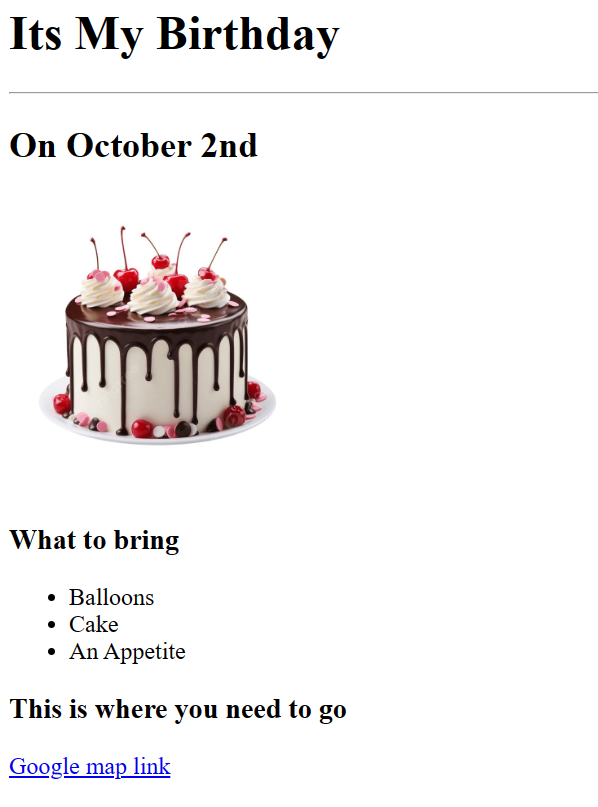 Its My Birthday
On October 2nd
What to bring
Balloons
Cake
An Appetite
This is where you need to go
Google map link